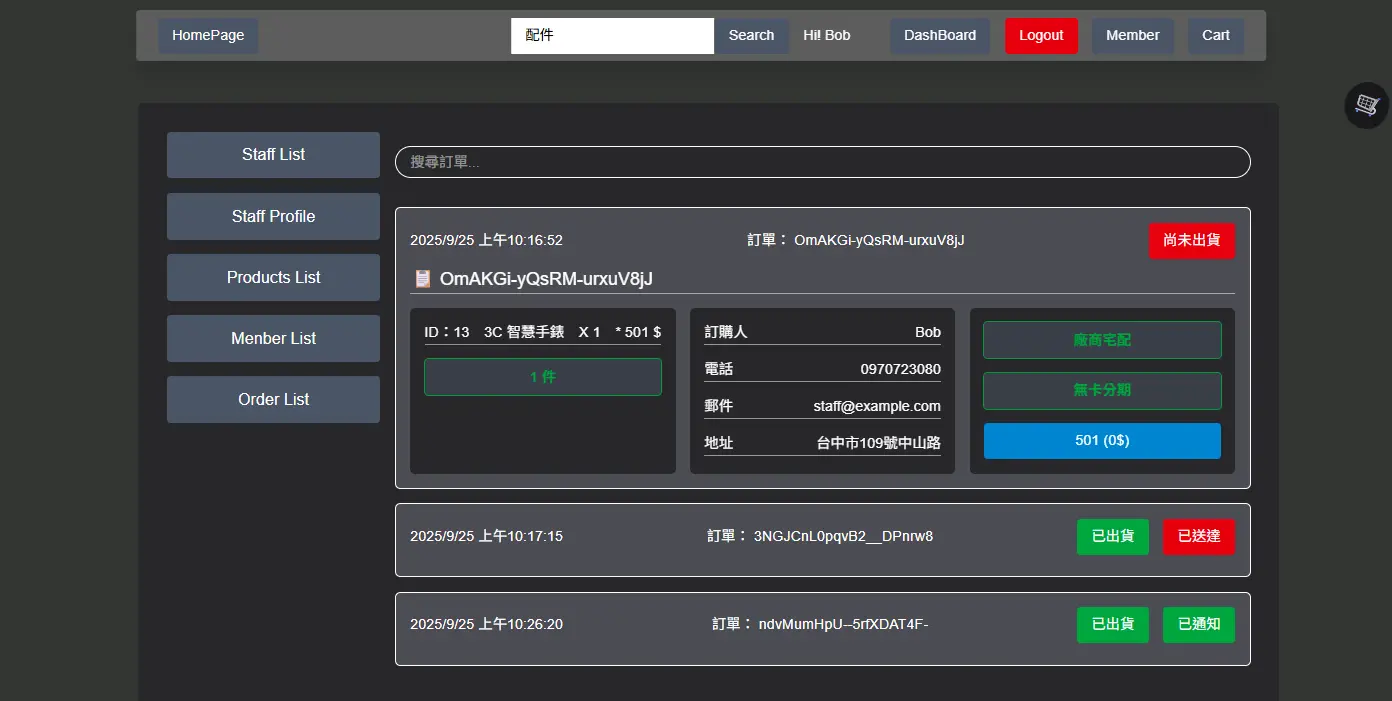 HomePage
配件 Search Hi! Bob DashBoard Logout Member Cart
Staff List
Staff Profile
Products List
Menber List
Order List
搜尋訂單...
2025/9/25 上午10:16:52 訂單： OmAKGi-yQsRM-urxuV8jJ 尚未出貨
OmAKGi-yQsRM-urxuV8jJ
ID：13 3C 智慧手錶 X 1 * 501 $
1 件
訂購人 Bob
電話 0970723080
郵件 staff@example.com
地址 台中市109號中山路
廠商宅配
無卡分期
501 (0$)
2025/9/25 上午10:17:15 訂單： 3NGJCnL0pqvB2__DPnrw8 已出貨 已送達
2025/9/25 上午10:26:20 訂單： ndvMumHpU--5rfXDAT4F- 已出貨 已通知